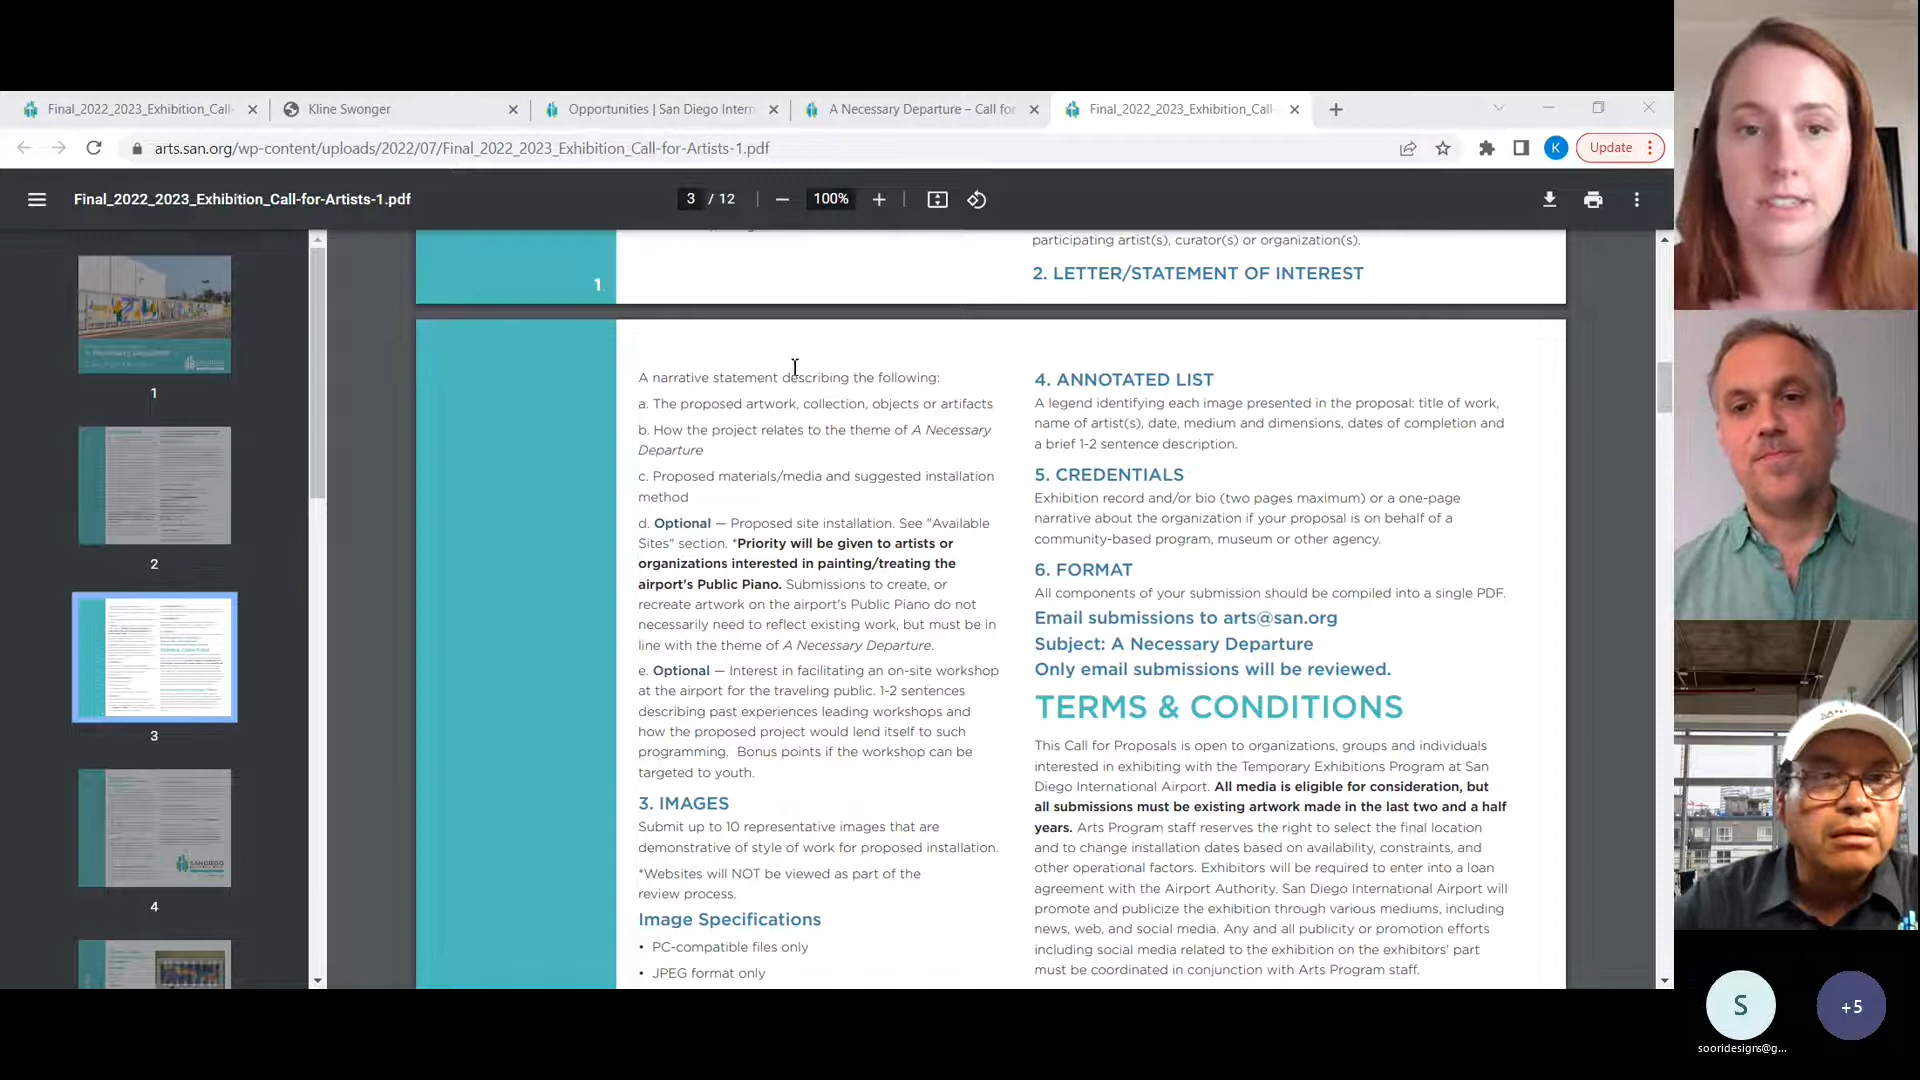 Final_2022_2023_Exhibition_Call-
Kline Swonger
Opportunities | San Diego Intern
A Necessary Departure – Call for
Final_2022_2023_Exhibition_Call-
arts.san.org/wp-content/uploads/2022/07/Final_2022_2023_Exhibition_Call-for-Artists-1.pdf
K
Update
Final_2022_2023_Exhibition_Call-for-Artists-1.pdf
3 / 12
100%
1
2
3
4
1
participating artist(s), curator(s) or organization(s).
2. LETTER/STATEMENT OF INTEREST
A narrative statement describing the following:
a. The proposed artwork, collection, objects or artifacts
b. How the project relates to the theme of A Necessary
Departure
c. Proposed materials/media and suggested installation
method
d. Optional — Proposed site installation. See "Available
Sites" section. *Priority will be given to artists or
organizations interested in painting/treating the
airport's Public Piano. Submissions to create, or
recreate artwork on the airport's Public Piano do not
necessarily need to reflect existing work, but must be in
line with the theme of A Necessary Departure.
e. Optional — Interest in facilitating an on-site workshop
at the airport for the traveling public. 1-2 sentences
describing past experiences leading workshops and
how the proposed project would lend itself to such
programming. Bonus points if the workshop can be
targeted to youth.
3. IMAGES
Submit up to 10 representative images that are
demonstrative of style of work for proposed installation.
*Websites will NOT be viewed as part of the
review process.
Image Specifications
• PC-compatible files only
• JPEG format only
4. ANNOTATED LIST
A legend identifying each image presented in the proposal: title of work,
name of artist(s), date, medium and dimensions, dates of completion and
a brief 1-2 sentence description.
5. CREDENTIALS
Exhibition record and/or bio (two pages maximum) or a one-page
narrative about the organization if your proposal is on behalf of a
community-based program, museum or other agency.
6. FORMAT
All components of your submission should be compiled into a single PDF.
Email submissions to arts@san.org
Subject: A Necessary Departure
Only email submissions will be reviewed.
TERMS & CONDITIONS
This Call for Proposals is open to organizations, groups and individuals
interested in exhibiting with the Temporary Exhibitions Program at San
Diego International Airport. All media is eligible for consideration, but
all submissions must be existing artwork made in the last two and a half
years. Arts Program staff reserves the right to select the final location
and to change installation dates based on availability, constraints, and
other operational factors. Exhibitors will be required to enter into a loan
agreement with the Airport Authority. San Diego International Airport will
promote and publicize the exhibition through various mediums, including
news, web, and social media. Any and all publicity or promotion efforts
including social media related to the exhibition on the exhibitors' part
must be coordinated in conjunction with Arts Program staff.
S
+5
sooridesigns@g...